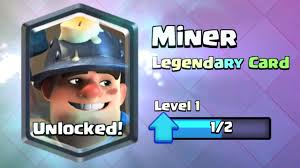 Miner
Legendary Card
Unlocked!
Level 1
1/2